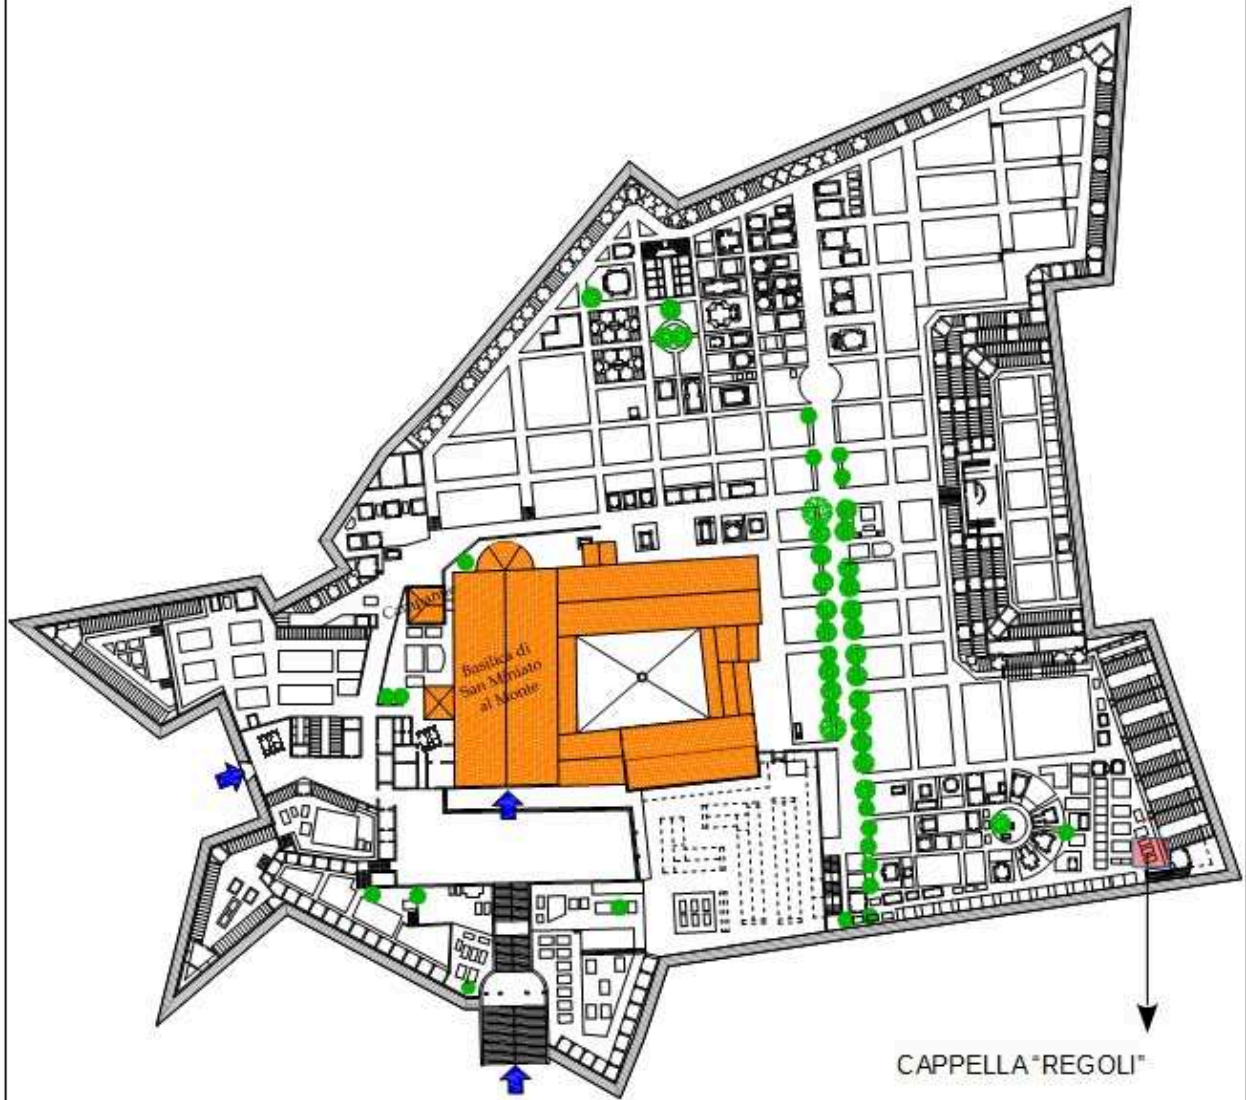 Campanile
Basilica di
San Miniato
al Monte
CAPPELLA "REGOLI"